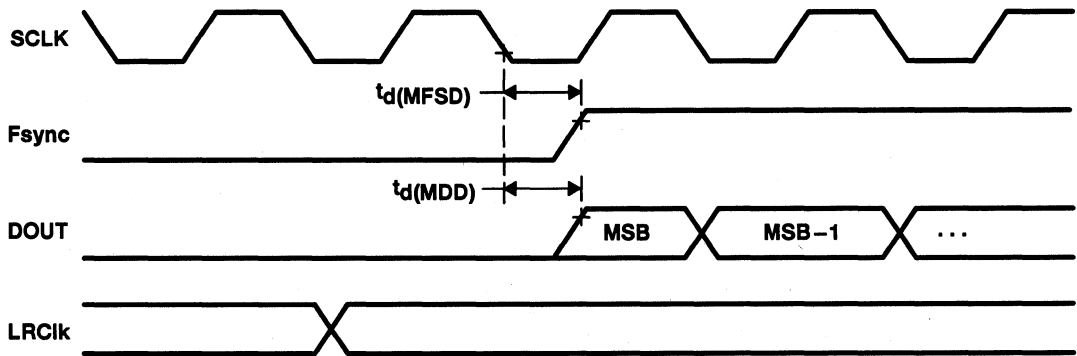 SCLK
td(MFSD)
Fsync
td(MDD)
DOUT
MSB
MSB–1
...
LRClk